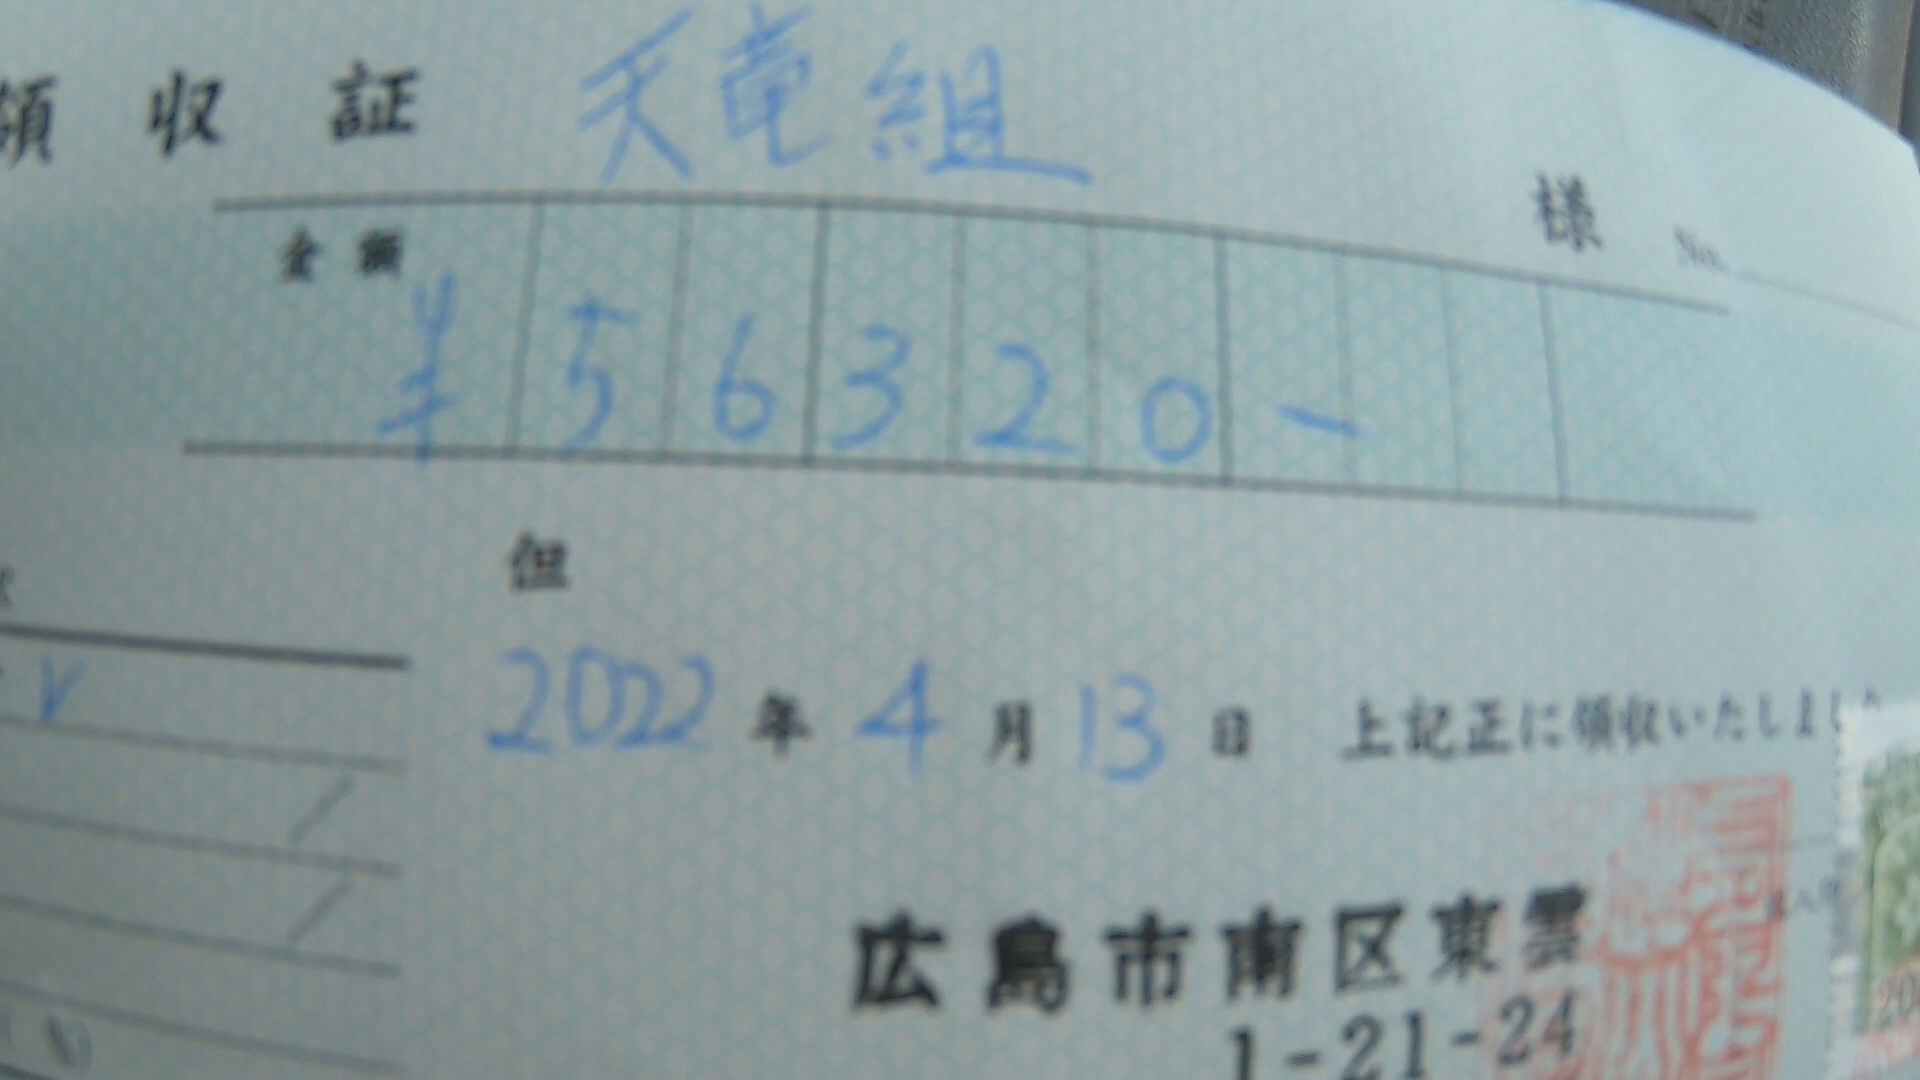 領収証 天竜組 様 No.
金額 ¥56320-
但
2022年4月13日 上記正に領収いたしました
広島市南区東雲
1-21-24
20